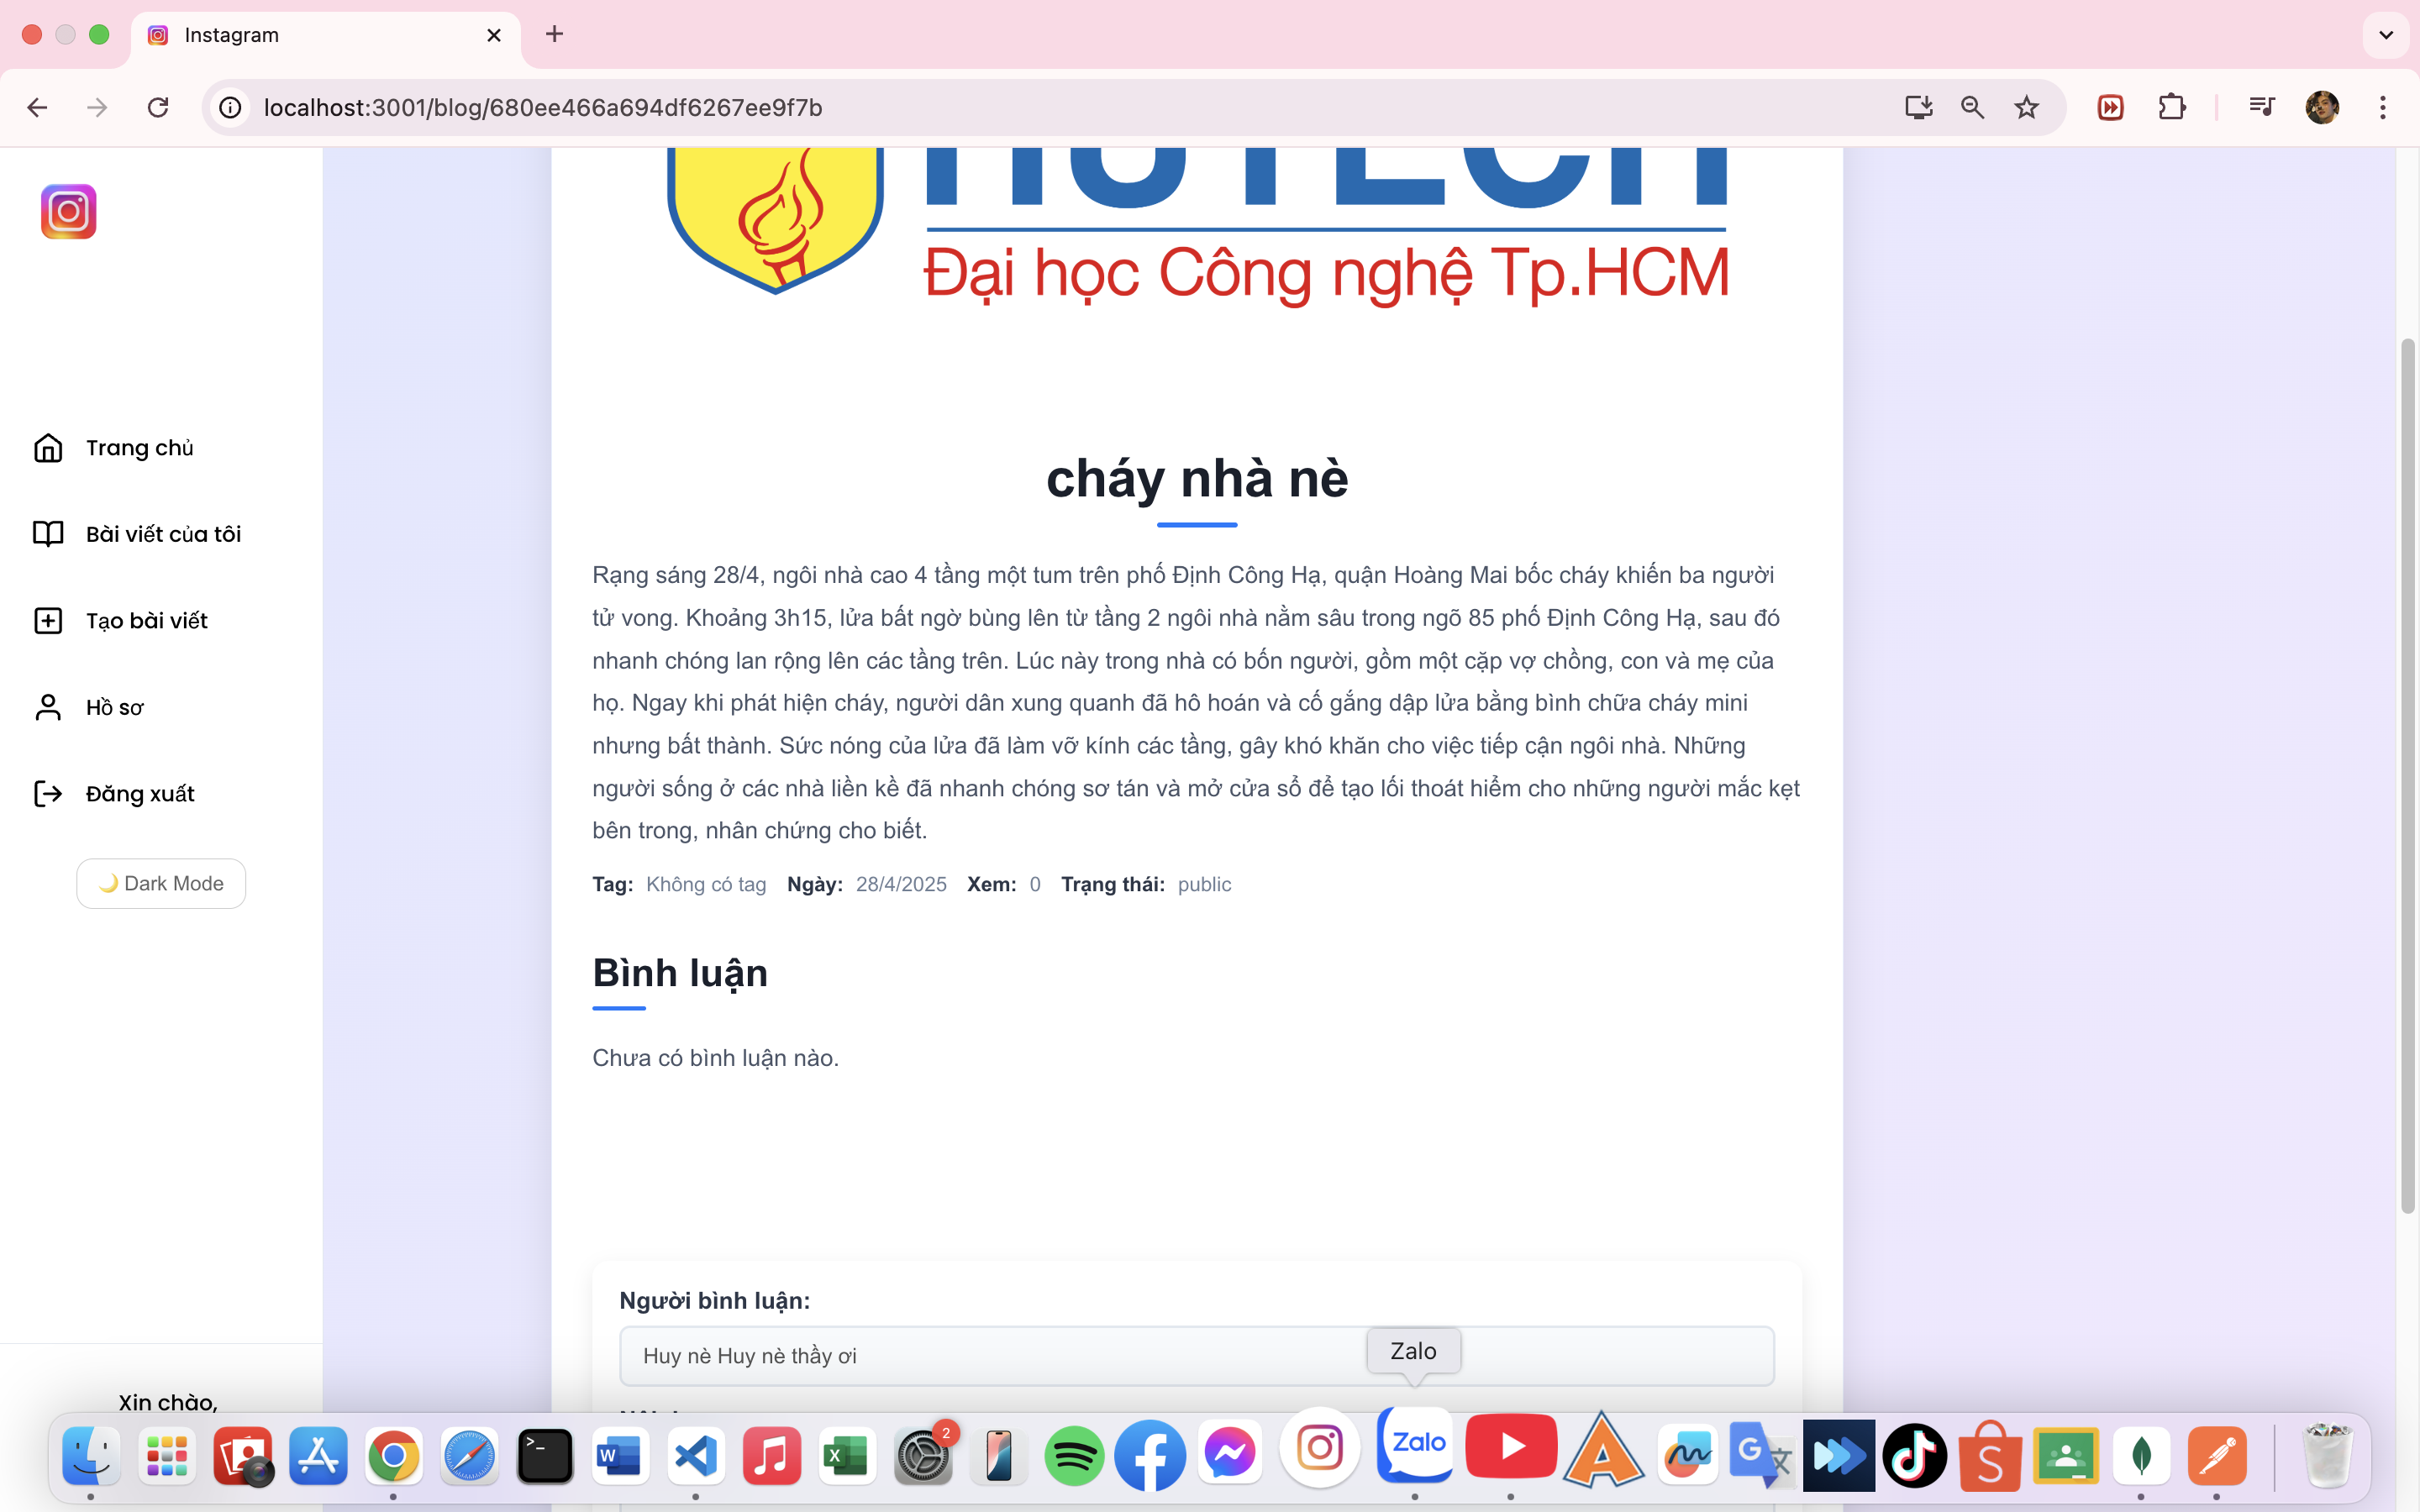 Instagram
localhost:3001/blog/680ee466a694df6267ee9f7b
HUTECH
Đại học Công nghệ Tp.HCM
Trang chủ
Bài viết của tôi
Tạo bài viết
Hồ sơ
Đăng xuất
🌙 Dark Mode
Xin chào,
cháy nhà nè
Rạng sáng 28/4, ngôi nhà cao 4 tầng một tum trên phố Định Công Hạ, quận Hoàng Mai bốc cháy khiến ba người
tử vong. Khoảng 3h15, lửa bất ngờ bùng lên từ tầng 2 ngôi nhà nằm sâu trong ngõ 85 phố Định Công Hạ, sau đó
nhanh chóng lan rộng lên các tầng trên. Lúc này trong nhà có bốn người, gồm một cặp vợ chồng, con và mẹ của
họ. Ngay khi phát hiện cháy, người dân xung quanh đã hô hoán và cố gắng dập lửa bằng bình chữa cháy mini
nhưng bất thành. Sức nóng của lửa đã làm vỡ kính các tầng, gây khó khăn cho việc tiếp cận ngôi nhà. Những
người sống ở các nhà liền kề đã nhanh chóng sơ tán và mở cửa sổ để tạo lối thoát hiểm cho những người mắc kẹt
bên trong, nhân chứng cho biết.
Tag: Không có tag Ngày: 28/4/2025 Xem: 0 Trạng thái: public
Bình luận
Chưa có bình luận nào.
Người bình luận:
Huy nè Huy nè thầy ơi
Zalo
2
Zalo